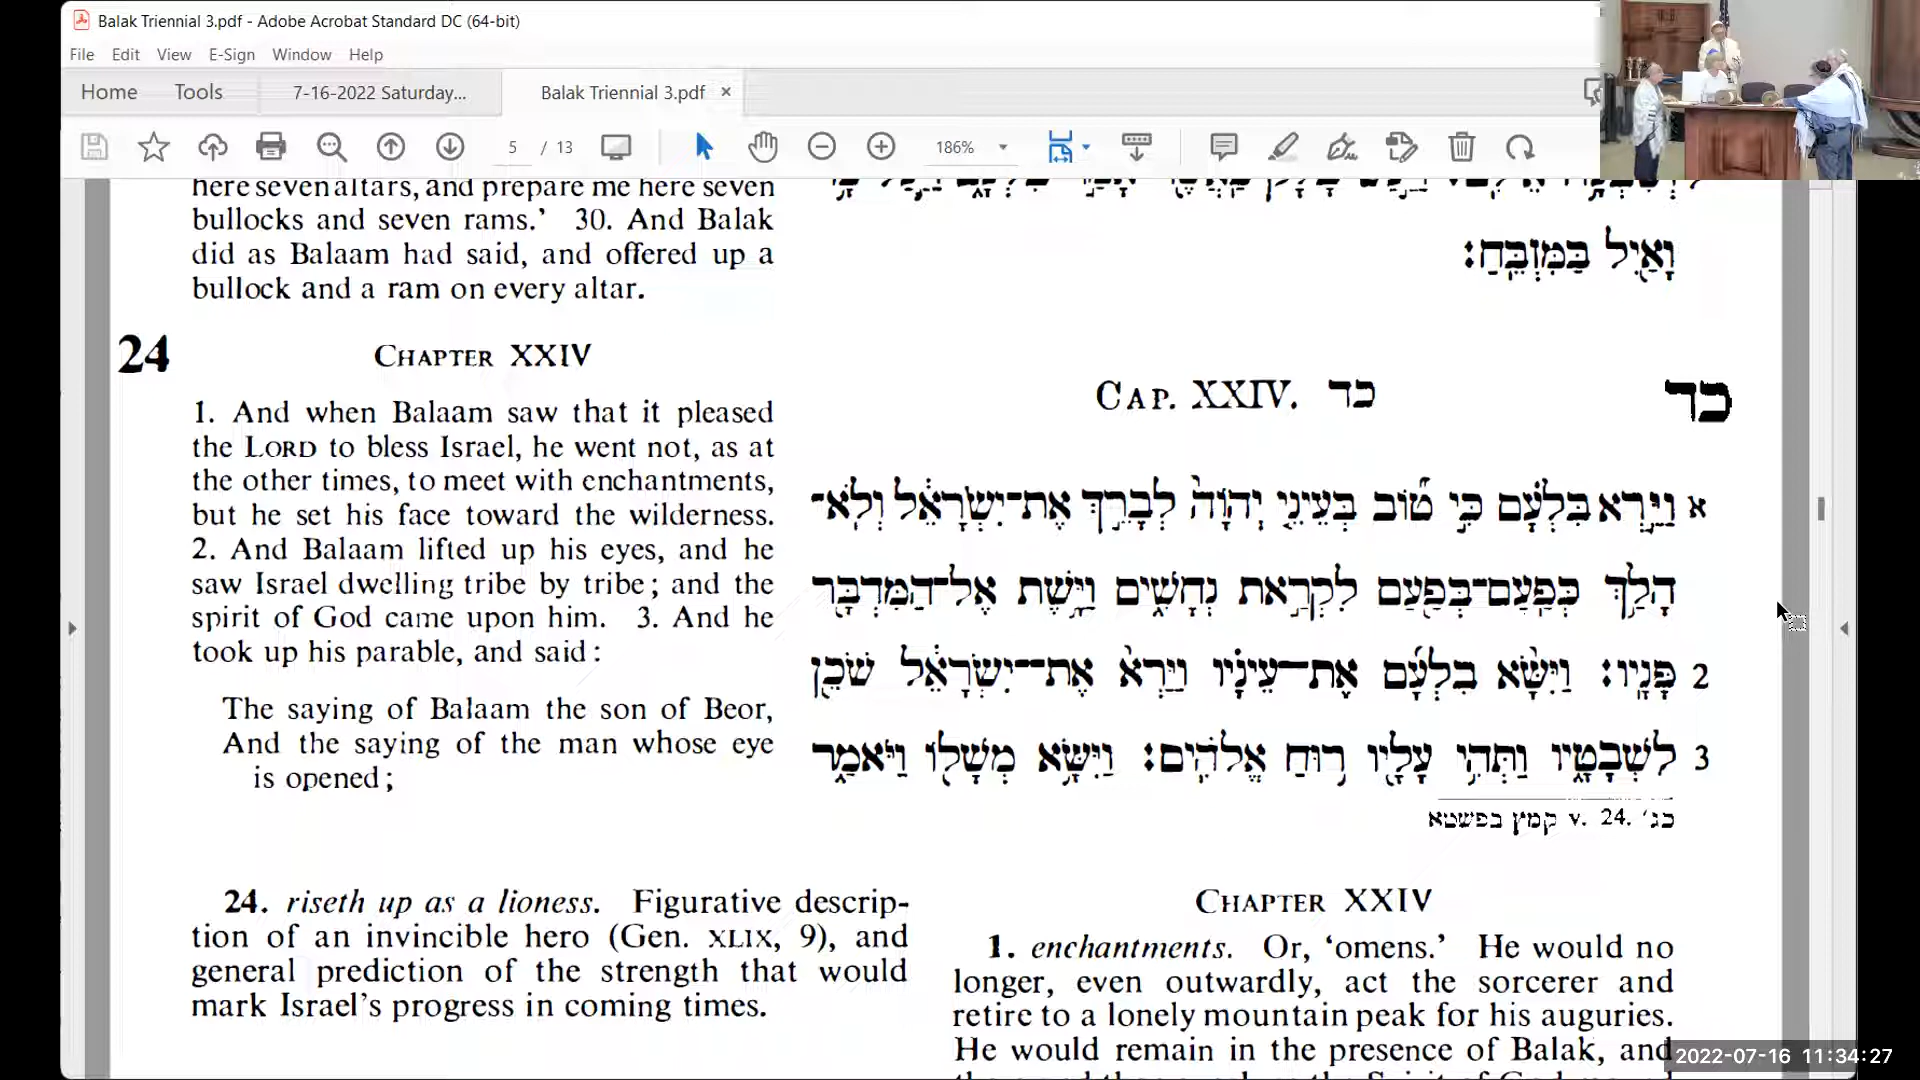 Balak Triennial 3.pdf - Adobe Acrobat Standard DC (64-bit)
File Edit View E-Sign Window Help
Home Tools 7-16-2022 Saturday... Balak Triennial 3.pdf ×
5 / 13 186%
here seven altars, and prepare me here seven
bullocks and seven rams.’ 30. And Balak
did as Balaam had said, and offered up a
bullock and a ram on every altar.
24 CHAPTER XXIV
1. And when Balaam saw that it pleased
the LORD to bless Israel, he went not, as at
the other times, to meet with enchantments,
but he set his face toward the wilderness.
2. And Balaam lifted up his eyes, and he
saw Israel dwelling tribe by tribe; and the
spirit of God came upon him. 3. And he
took up his parable, and said:
The saying of Balaam the son of Beor,
And the saying of the man whose eye
is opened;
וָאַ֖יִל בַּמִּזְבֵּֽחַ׃
CAP. XXIV. כד
כד
א וַיַּ֣רְא בִּלְעָ֗ם כִּ֣י ט֞וֹב בְּעֵינֵ֤י יְהוָֹה֙ לְבָרֵ֣ךְ אֶת־יִשְׂרָאֵ֔ל וְלֹֽא־
הָלַ֥ךְ כְּפַֽעַם־בְּפַ֖עַם לִקְרַ֣את נְחָשִׁ֑ים וַיָּ֥שֶׁת אֶל־הַמִּדְבָּ֖ר
2 פָּנָֽיו׃ וַיִּשָּׂ֨א בִלְעָ֜ם אֶת־עֵינָ֗יו וַיַּרְא֙ אֶת־יִשְׂרָאֵ֔ל שֹׁכֵ֖ן
3 לִשְׁבָטָ֑יו וַתְּהִ֥י עָלָ֖יו ר֥וּחַ אֱלֹהִֽים׃ וַיִּשָּׂ֥א מְשָׁל֖וֹ וַיֹּאמַ֑ר
כג׳ v. 24. קמץ בפשטא
24. riseth up as a lioness. Figurative descrip-
tion of an invincible hero (Gen. XLIX, 9), and
general prediction of the strength that would
mark Israel’s progress in coming times.
CHAPTER XXIV
1. enchantments. Or, ‘omens.’ He would no
longer, even outwardly, act the sorcerer and
retire to a lonely mountain peak for his auguries.
He would remain in the presence of Balak, and
2022-07-16 11:34:27